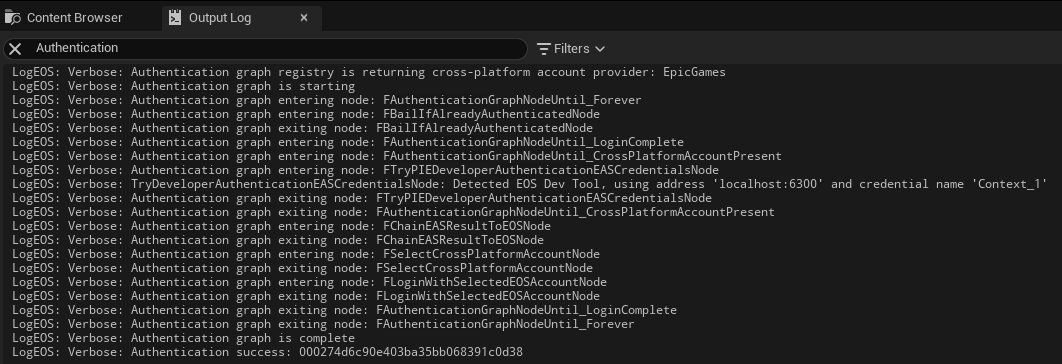 Content Browser
Output Log
Authentication
Filters
LogEOS: Verbose: Authentication graph registry is returning cross-platform account provider: EpicGames
LogEOS: Verbose: Authentication graph is starting
LogEOS: Verbose: Authentication graph entering node: FAuthenticationGraphNodeUntil_Forever
LogEOS: Verbose: Authentication graph entering node: FBailIfAlreadyAuthenticatedNode
LogEOS: Verbose: Authentication graph exiting node: FBailIfAlreadyAuthenticatedNode
LogEOS: Verbose: Authentication graph entering node: FAuthenticationGraphNodeUntil_LoginComplete
LogEOS: Verbose: Authentication graph entering node: FAuthenticationGraphNodeUntil_CrossPlatformAccountPresent
LogEOS: Verbose: Authentication graph entering node: FTryPIEDeveloperAuthenticationEASCredentialsNode
LogEOS: Verbose: TryDeveloperAuthenticationEASCredentialsNode: Detected EOS Dev Tool, using address 'localhost:6300' and credential name 'Context_1'
LogEOS: Verbose: Authentication graph exiting node: FTryPIEDeveloperAuthenticationEASCredentialsNode
LogEOS: Verbose: Authentication graph exiting node: FAuthenticationGraphNodeUntil_CrossPlatformAccountPresent
LogEOS: Verbose: Authentication graph entering node: FChainEASResultToEOSNode
LogEOS: Verbose: Authentication graph exiting node: FChainEASResultToEOSNode
LogEOS: Verbose: Authentication graph entering node: FSelectCrossPlatformAccountNode
LogEOS: Verbose: Authentication graph exiting node: FSelectCrossPlatformAccountNode
LogEOS: Verbose: Authentication graph entering node: FLoginWithSelectedEOSAccountNode
LogEOS: Verbose: Authentication graph exiting node: FLoginWithSelectedEOSAccountNode
LogEOS: Verbose: Authentication graph exiting node: FAuthenticationGraphNodeUntil_LoginComplete
LogEOS: Verbose: Authentication graph exiting node: FAuthenticationGraphNodeUntil_Forever
LogEOS: Verbose: Authentication graph is complete
LogEOS: Verbose: Authentication success: 000274d6c90e403ba35bb068391c0d38